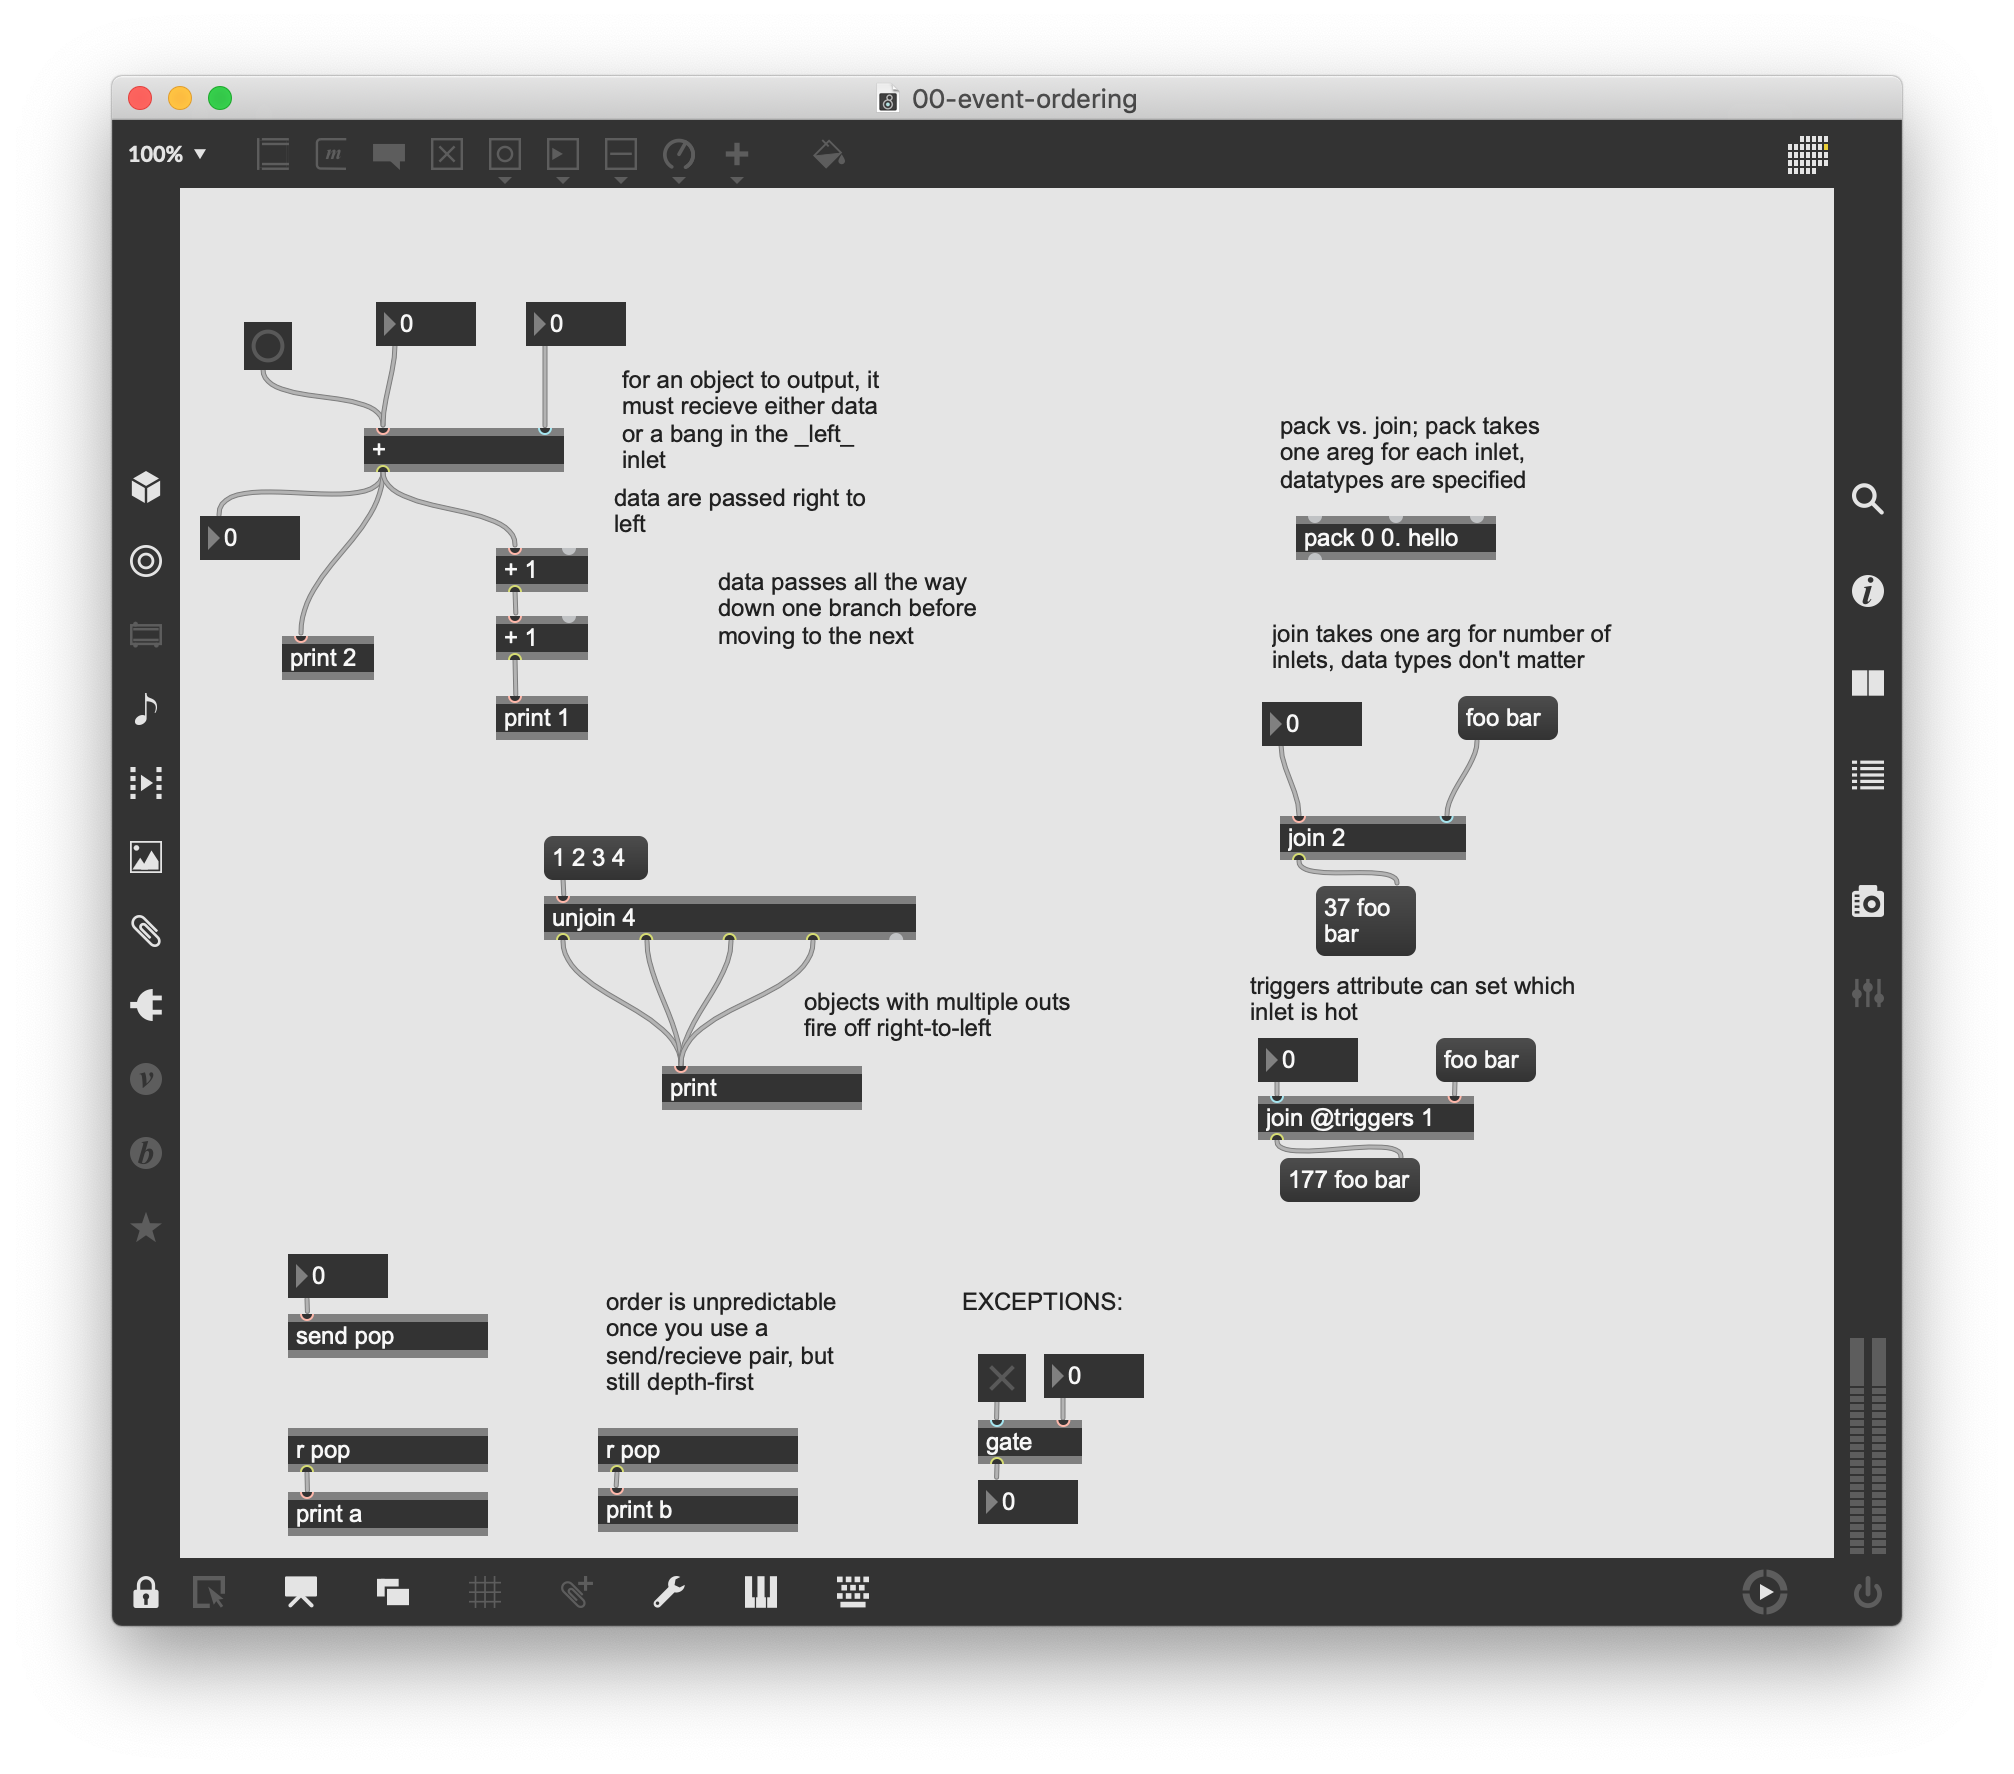 00-event-ordering
100%
0
0
for an object to output, it
must recieve either data
or a bang in the _left_
inlet
+
data are passed right to
left
0
+ 1
data passes all the way
down one branch before
moving to the next
+ 1
print 2
print 1
pack vs. join; pack takes
one areg for each inlet,
datatypes are specified
pack 0 0. hello
join takes one arg for number of
inlets, data types don't matter
0
foo bar
join 2
37 foo
bar
triggers attribute can set which
inlet is hot
0
foo bar
join @triggers 1
177 foo bar
1 2 3 4
unjoin 4
objects with multiple outs
fire off right-to-left
print
0
send pop
order is unpredictable
once you use a
send/recieve pair, but
still depth-first
r pop
print a
r pop
print b
EXCEPTIONS:
0
gate
0